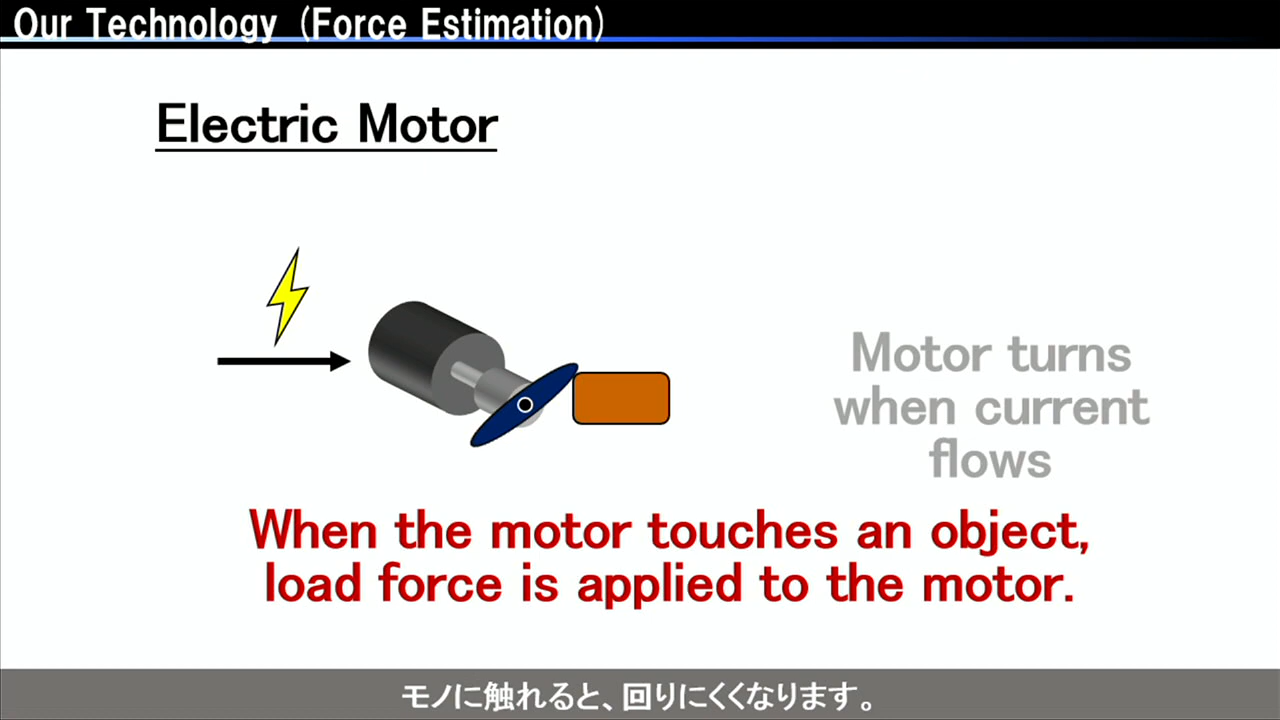 Our Technology (Force Estimation)
Electric Motor
Motor turns
when current
flows
When the motor touches an object,
load force is applied to the motor.
モノに触れると、回りにくくなります。